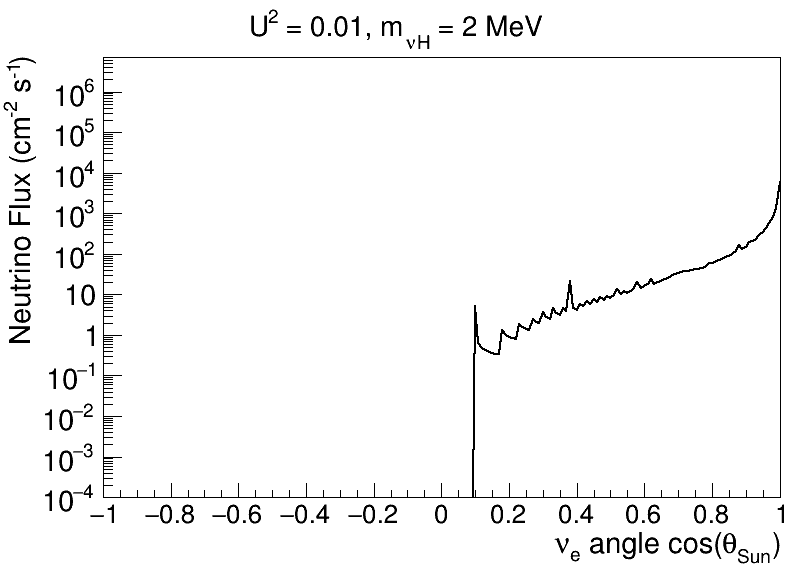 U² = 0.01, m_νH = 2 MeV
Neutrino Flux (cm⁻² s⁻¹)
10⁶
10⁵
10⁴
10³
10²
10
1
10⁻¹
10⁻²
10⁻³
10⁻⁴
−1 −0.8 −0.6 −0.4 −0.2 0 0.2 0.4 0.6 0.8 1
νₑ angle cos(θ_Sun)